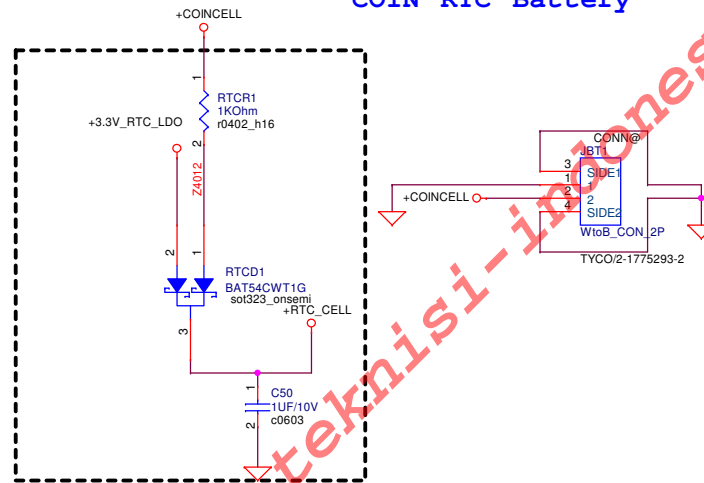 COIN RTC Battery
+COINCELL
1
RTCR1
1KOhm
r0402_h16
2
+3.3V_RTC_LDO
Z4012
2
1
RTCD1
BAT54CWT1G
sot323_onsemi
3
+RTC_CELL
1
C50
1UF/10V
c0603
2
CONN@
JBT1
3
SIDE1
1
1
+COINCELL
2
2
4
SIDE2
WtoB_CON_2P
TYCO/2-1775293-2
teknisi-indones